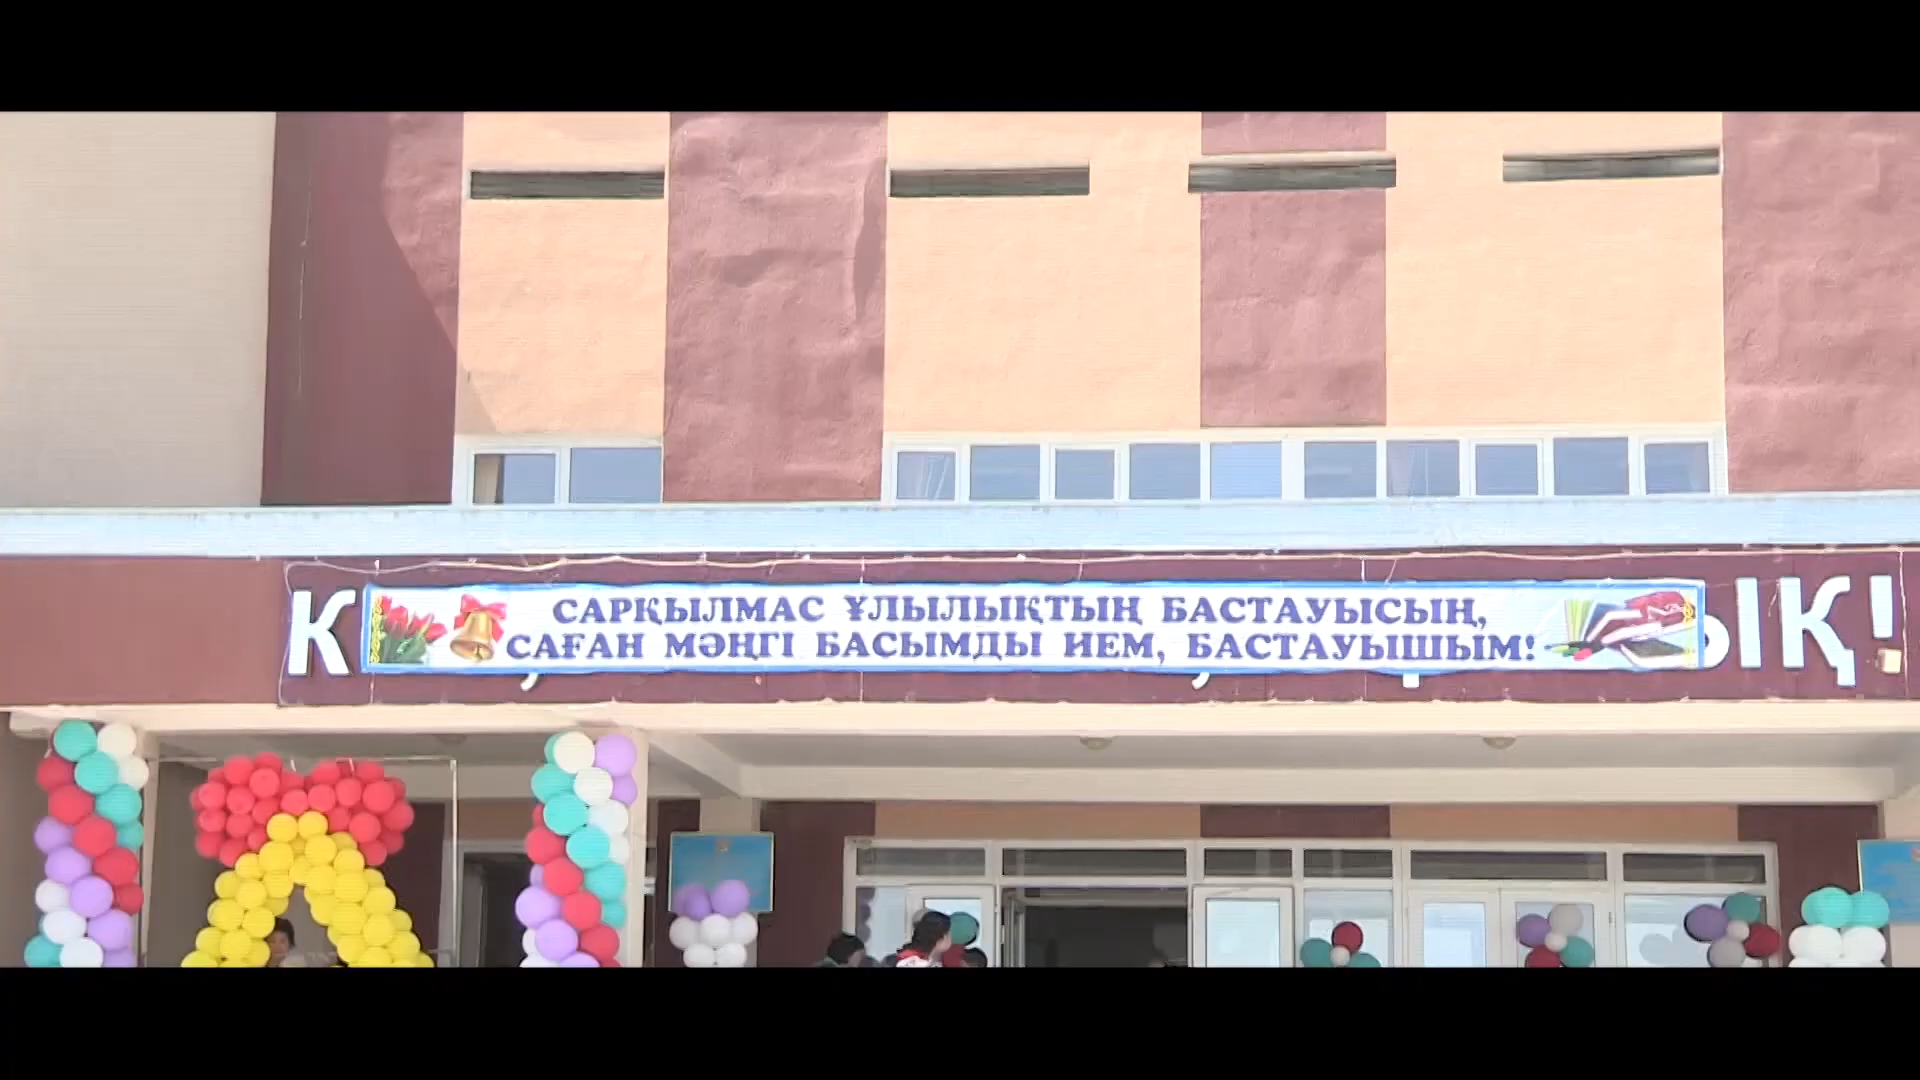 САРҚЫЛМАС ҰЛЫЛЫҚТЫҢ БАСТАУЫСЫҢ,
САҒАН МӘҢГІ БАСЫМДЫ ИЕМ, БАСТАУЫШЫМ!